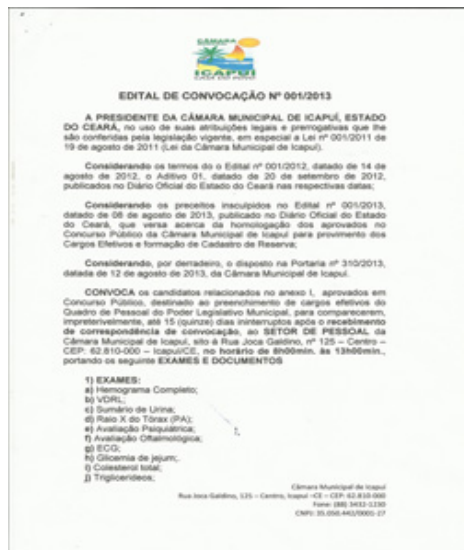 CÂMARA
ICAPUÍ
CASA DO POVO
EDITAL DE CONVOCAÇÃO Nº 001/2013
A PRESIDENTE DA CÂMARA MUNICIPAL DE ICAPUÍ, ESTADO
DO CEARÁ, no uso de suas atribuições legais e prerrogativas que lhe
são conferidas pela legislação vigente, em especial a Lei nº 001/2011 de
19 de agosto de 2011 (Lei da Câmara Municipal de Icapuí).
Considerando os termos do o Edital nº 001/2012, datado de 14 de
agosto de 2012, o Aditivo 01, datado de 20 de setembro de 2012,
publicados no Diário Oficial do Estado do Ceará nas respectivas datas;
Considerando os preceitos insculpidos no Edital nº 001/2013,
datado de 08 de agosto de 2013, publicado no Diário Oficial do Estado
do Ceará, que versa acerca da homologação dos aprovados no
Concurso Público da Câmara Municipal de Icapuí para provimento dos
Cargos Efetivos e formação de Cadastro de Reserva;
Considerando, por derradeiro, o disposto na Portaria nº 310/2013,
datada de 12 de agosto de 2013, da Câmara Municipal de Icapuí.
CONVOCA os candidatos relacionados no anexo I, aprovados em
Concurso Público, destinado ao preenchimento de cargos efetivos do
Quadro de Pessoal do Poder Legislativo Municipal, para comparecerem,
impreterivelmente, até 15 (quinze) dias ininterruptos após o recebimento
de correspondência de convocação, ao SETOR DE PESSOAL da
Câmara Municipal de Icapuí, sito à Rua Joca Galdino, nº 125 – Centro –
CEP: 62.810-000 – Icapuí/CE, no horário de 8h00min. às 13h00min.,
portando os seguinte EXAMES E DOCUMENTOS
1) EXAMES:
a) Hemograma Completo;
b) VDRL;
c) Sumário de Urina;
d) Raio X do Tórax (PA);
e) Avaliação Psiquiátrica;
f) Avaliação Oftalmológica;
g) ECG;
h) Glicemia de jejum;
i) Colesterol total;
j) Triglicerídeos;
Câmara Municipal de Icapuí
Rua Joca Galdino, 125 – Centro, Icapuí –CE – CEP: 62.810-000
Fone: (88) 3432-1230
CNPJ: 35.050.442/0001-27